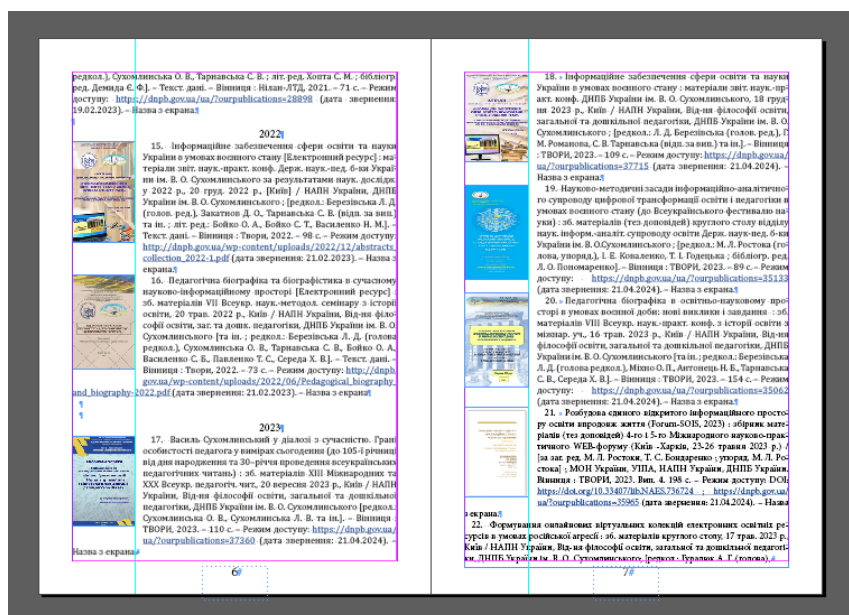 редкол.), Сухомлинська О. В., Тарнавська С. В. ; літ. ред. Хопта С. М. ; бібліогр.
ред. Демида Є. Ф.]. – Текст. дані. – Вінниця : Нілан-ЛТД, 2021. – 71 с. – Режим
доступу: https://dnpb.gov.ua/ua/?ourpublications=28898 (дата звернення:
19.02.2023). – Назва з екрана.¶
2022¶
15. Інформаційне забезпечення сфери освіти та науки
України в умовах воєнного стану [Електронний ресурс] : ма-
теріали звіт. наук.-практ. конф. Держ. наук.-пед. б-ки Украї-
ни ім. В. О. Сухомлинського за результатами наук. дослідж.
у 2022 р., 20 груд. 2022 р., [Київ] / НАПН України, ДНПБ
України ім. В. О. Сухомлинського ; [редкол.: Березівська Л. Д.
(голов. ред.), Закатнов Д. О., Тарнавська С. В. (відп. за вип.)
та ін. ; літ. ред.: Бойко О. А., Бондар С. Т., Василенко Н. М.]. –
Текст. дані. – Вінниця : Твори, 2022. – 98 с. – Режим доступу:
http://dnpb.gov.ua/wp-content/uploads/2022/12/abstracts_
collection_2022-1.pdf (дата звернення: 21.02.2023). – Назва з
екрана.¶
16. Педагогічна біографіка та біографістика в сучасному
науково-інформаційному просторі [Електронний ресурс] :
зб. матеріалів VII Всеукр. наук.-методол. семінару з історії
освіти, 20 трав. 2022 р., Київ / НАПН України, Від-ня філо-
софії освіти, заг. та дошк. педагогіки, ДНПБ України ім. В. О.
Сухомлинського [та ін. ; редкол.: Березівська Л. Д. (голова
редкол.), Сухомлинська О. В., Тарнавська С. В., Бойко О. А.,
Василенко С. Б., Павленко Т. С., Середа Х. В.]. – Текст. дані. –
Вінниця : Твори, 2022. – 73 с. – Режим доступу: http://dnpb.
gov.ua/wp-content/uploads/2022/06/Pedagogical_biography_
and_biography-2022.pdf (дата звернення: 21.02.2023). – Назва з екрана.¶
2023¶
17. Василь Сухомлинський у діалозі з сучасністю. Грані
особистості педагога у вимірах сьогодення (до 105-ї річниці
від дня народження та 30-річчя проведення всеукраїнських
педагогічних читань) : зб. матеріалів XIII Міжнародних та
XXX Всеукр. педагогіч. чит., 20 вересня 2023 р., Київ / НАПН
України, Від-ня філософії освіти, загальної та дошкільної
педагогіки, ДНПБ України ім. В. О. Сухомлинського [редкол.:
Сухомлинська О. В., Сухомлинська Л. В. та ін.]. – Вінниця :
ТВОРИ, 2023. – 110 с. – Режим доступу: https://dnpb.gov.ua/
ua/?ourpublications=37360 (дата звернення: 21.04.2024). –
Назва з екрана#
6#
18. Інформаційне забезпечення сфери освіти та науки
України в умовах воєнного стану : матеріали звіт. наук.-пр-
акт. конф. ДНПБ України ім. В. О. Сухомлинського, 18 груд-
ня 2023 р., Київ / НАПН України, Від-ня філософії освіти,
загальної та дошкільної педагогіки, ДНПБ України ім. В. О.
Сухомлинського ; [редкол.: Л. Д. Березівська (голов. ред.), Г.
М. Романова, С. В. Тарнавська (відп. за вип.) та ін.]. – Вінниця
: ТВОРИ, 2023. – 109 с. – Режим доступу: https://dnpb.gov.ua/
ua/?ourpublications=37715 (дата звернення: 21.04.2024). –
Назва з екрана¶
19. Науково-методичні засади інформаційно-аналітично-
го супроводу цифрової трансформації освіти і педагогіки в
умовах воєнного стану (до Всеукраїнського фестивалю на-
уки) : зб. матеріалів (тез доповідей) круглого столу відділу
наук. інформ.-аналіт. супроводу освіти Держ. наук-пед. б-ки
України ім. В. О.Сухомлинського ; [редкол.: М. Л. Ростока (го-
лова, упоряд.), І. Е. Коваленко, Т. І. Годецька ; бібліогр. ред.
Л. О. Пономаренко]. – Вінниця : ТВОРИ, 2023. – 89 с. – Режим
доступу: https://dnpb.gov.ua/ua/?ourpublications=35133
(дата звернення: 21.04.2024). – Назва з екрана¶
20. Педагогічна біографіка в освітньо-науковому про-
сторі в умовах воєнної доби: нові виклики і завдання : зб.
матеріалів VIII Всеукр. наук.-практ. конф. з історії освіти з
міжнар. уч., 16 трав. 2023 р., Київ / НАПН України, Від-ня
філософії освіти, загальної та дошкільної педагогіки, ДНПБ
України ім. В. О. Сухомлинського [та ін. ; редкол.: Березівська
Л. Д. (голова редкол.), Міхно О. П., Антонець Н. Б., Тарнавська
С. В., Середа Х. В.]. – Вінниця : ТВОРИ, 2023. – 154 с. – Режим
доступу: https://dnpb.gov.ua/ua/?ourpublications=35062
(дата звернення: 21.04.2024). – Назва з екрана¶
21. Розбудова єдиного відкритого інформаційного просто-
ру освіти впродовж життя (Forum-SOIS, 2023) : збірник мате-
ріалів (тез доповідей) 4-го і 5-го Міжнародного науково-прак-
тичного WEB-форуму (Київ -Харків, 23-26 травня 2023 р.) /
[за заг. ред. М. Л. Ростоки, Т. С. Бондаренко ; упоряд. М. Л. Ро-
стока] ; МОН України, УІПА, НАПН України, ДНПБ України.
Вінниця : ТВОРИ, 2023. Вип. 4. 198 с. – Режим доступу: DOI:
https://doi.org/10.33407/lib.NAES.736724 ; https://dnpb.gov.
ua/?ourpublications=35965 (дата звернення: 21.04.2024). – Назва
з екрана¶
22. Формування онлайнових віртуальних колекцій електронних освітніх ре-
сурсів в умовах російської агресії : зб. матеріалів круглого столу, 17 трав. 2023 р.,
Київ / НАПН України, Від-ня філософії освіти, загальної та дошкільної педагогі-
ки, ДНПБ України ім. В. О. Сухомлинського; [редкол.: Гуралюк А. Г. (голова),
7#